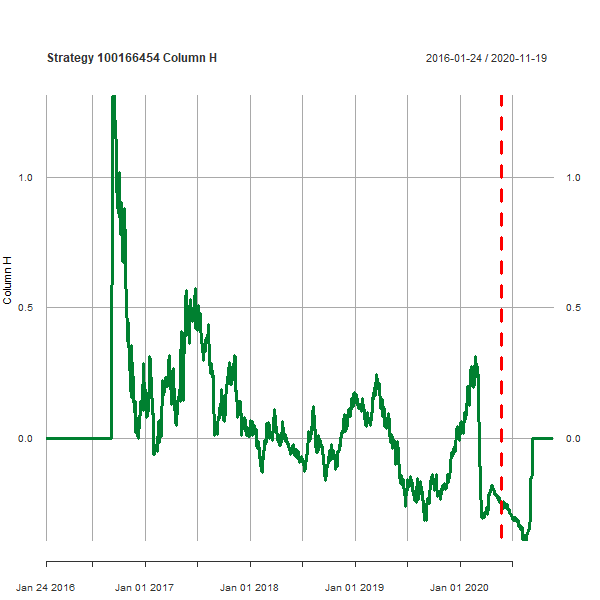 Strategy 100166454 Column H
2016-01-24 / 2020-11-19
1.0
1.0
Column H
0.5
0.5
0.0
0.0
Jan 24 2016
Jan 01 2017
Jan 01 2018
Jan 01 2019
Jan 01 2020